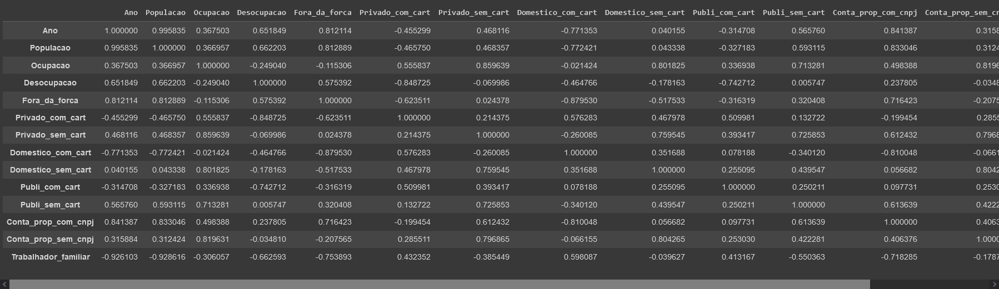 Ano Populacao Ocupacao Desocupacao Fora_da_forca Privado_com_cart Privado_sem_cart Domestico_com_cart Domestico_sem_cart Publi_com_cart Publi_sem_cart Conta_prop_com_cnpj Conta_prop_sem_cn
Ano 1.000000 0.995835 0.367503 0.651849 0.812114 -0.455299 0.468116 -0.771353 0.040155 -0.314708 0.565760 0.841387 0.3158
Populacao 0.995835 1.000000 0.366957 0.662203 0.812889 -0.465750 0.468357 -0.772421 0.043338 -0.327183 0.593115 0.833046 0.3124
Ocupacao 0.367503 0.366957 1.000000 -0.249040 -0.115306 0.555837 0.859639 -0.021424 0.801825 0.336938 0.713281 0.498388 0.8196
Desocupacao 0.651849 0.662203 -0.249040 1.000000 0.575392 -0.848725 -0.069986 -0.464766 -0.178163 -0.742712 0.005747 0.237805 -0.0348
Fora_da_forca 0.812114 0.812889 -0.115306 0.575392 1.000000 -0.623511 0.024378 -0.879530 -0.517533 -0.316319 0.320408 0.716423 -0.2075
Privado_com_cart -0.455299 -0.465750 0.555837 -0.848725 -0.623511 1.000000 0.214375 0.576283 0.467978 0.509981 0.132722 -0.199454 0.2855
Privado_sem_cart 0.468116 0.468357 0.859639 -0.069986 0.024378 0.214375 1.000000 -0.260085 0.759545 0.393417 0.725853 0.612432 0.7968
Domestico_com_cart -0.771353 -0.772421 -0.021424 -0.464766 -0.879530 0.576283 -0.260085 1.000000 0.351688 0.078188 -0.340120 -0.810048 -0.0661
Domestico_sem_cart 0.040155 0.043338 0.801825 -0.178163 -0.517533 0.467978 0.759545 0.351688 1.000000 0.255095 0.439547 0.056682 0.8042
Publi_com_cart -0.314708 -0.327183 0.336938 -0.742712 -0.316319 0.509981 0.393417 0.078188 0.255095 1.000000 0.250211 0.097731 0.2530
Publi_sem_cart 0.565760 0.593115 0.713281 0.005747 0.320408 0.132722 0.725853 -0.340120 0.439547 0.250211 1.000000 0.613639 0.4222
Conta_prop_com_cnpj 0.841387 0.833046 0.498388 0.237805 0.716423 -0.199454 0.612432 -0.810048 0.056682 0.097731 0.613639 1.000000 0.4063
Conta_prop_sem_cnpj 0.315884 0.312424 0.819631 -0.034810 -0.207565 0.285511 0.796865 -0.066155 0.804265 0.253030 0.422281 0.406376 1.0000
Trabalhador_familiar -0.926103 -0.928616 -0.306057 -0.662593 -0.753893 0.432352 -0.385449 0.598087 -0.039627 0.413167 -0.550363 -0.718285 -0.1787